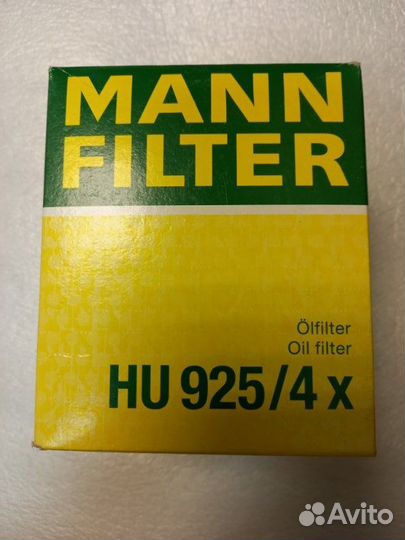 MANN
FILTER
Ölfilter
Oil filter
HU 925/4 x
Avito